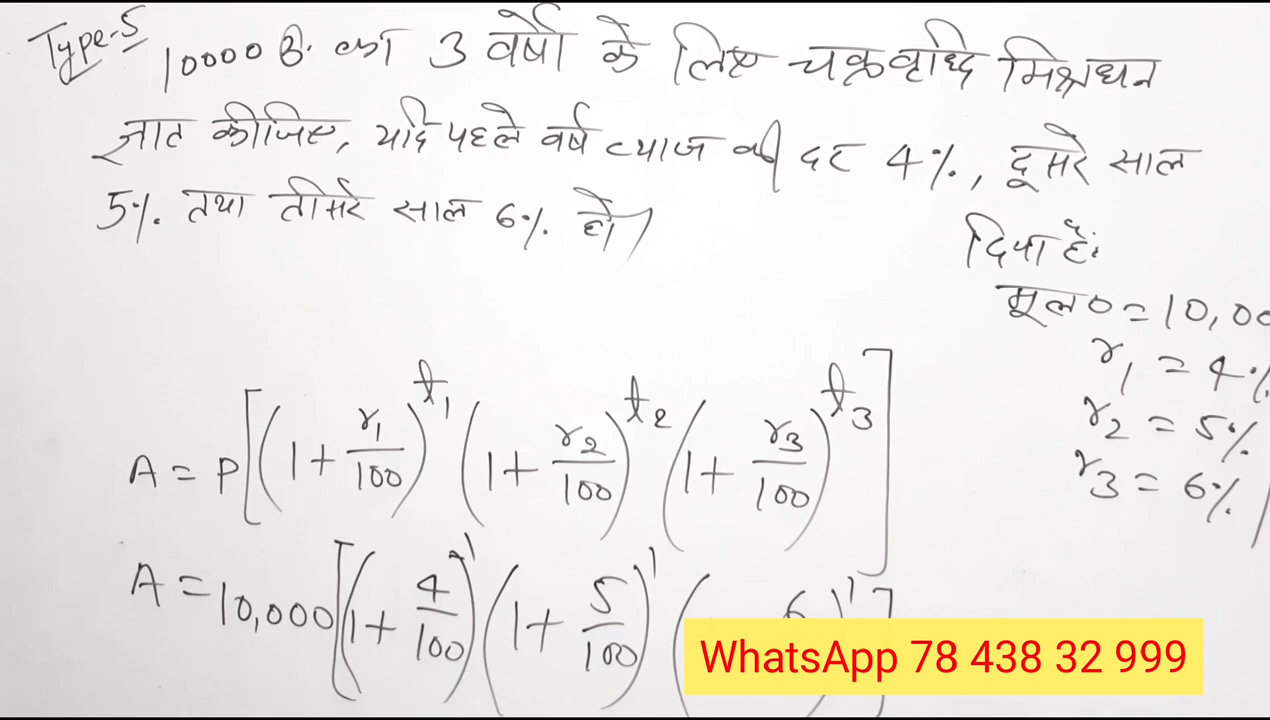 Type-5 10000 रु. का 3 वर्षो के लिए चक्रवृध्दि मिश्रधन
ज्ञात कीजिए, यदि पहले वर्ष ब्याज की दर 4%, दूसरे साल
5% तथा तीसरे साल 6% हो।
दिया है:
मूल० = 10,00
r₁ = 4%
r₂ = 5%
r₃ = 6%
A = P[(1 + r₁/100)^t₁ (1 + r₂/100)^t₂ (1 + r₃/100)^t₃]
A = 10,000[(1 + 4/100)^1 (1 + 5/100)^1 ( 6 )^1]
WhatsApp 78 438 32 999